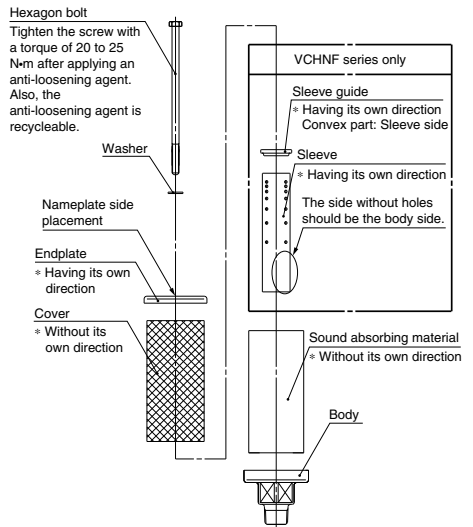 Hexagon bolt
Tighten the screw with
a torque of 20 to 25
N•m after applying an
anti-loosening agent.
Also, the
anti-loosening agent is
recycleable.
Washer
Nameplate side
placement
Endplate
* Having its own
direction
Cover
* Without its
own direction
VCHNF series only
Sleeve guide
* Having its own direction
Convex part: Sleeve side
Sleeve
* Having its own direction
The side without holes
should be the body side.
Sound absorbing material
* Without its own direction
Body